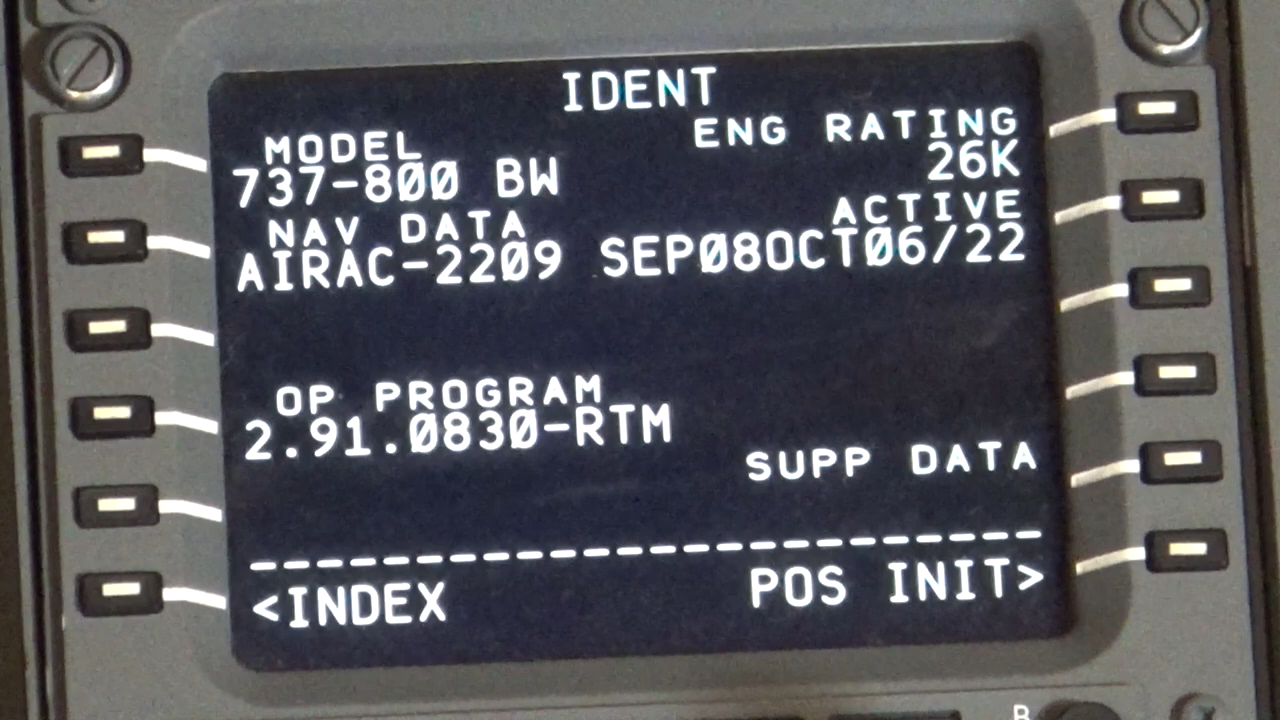 IDENT
MODEL ENG RATING
737-800 BW 26K
NAV DATA ACTIVE
AIRAC-2209 SEP08OCT06/22
OP PROGRAM
2.91.0830-RTM
SUPP DATA
------------------------
<INDEX POS INIT>
B